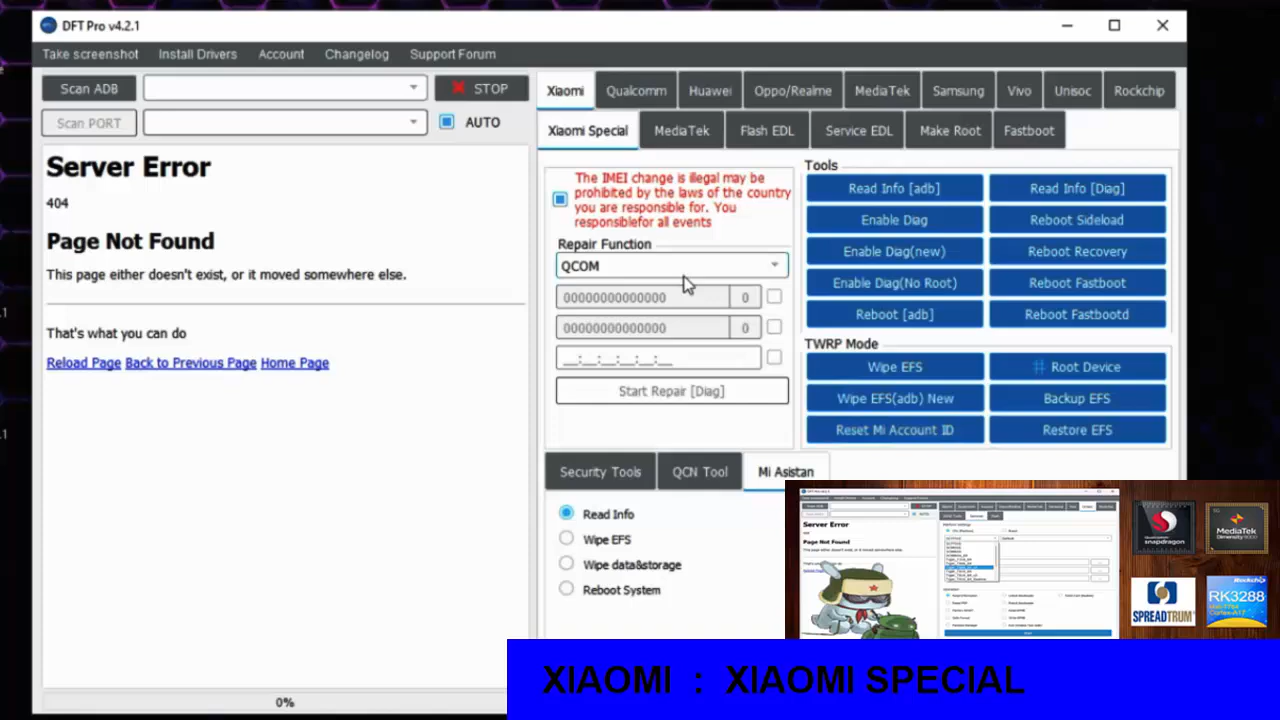 DFT Pro v4.2.1
Take screenshot Install Drivers Account Changelog Support Forum
Scan ADB
STOP
Scan PORT
AUTO
Server Error
404
Page Not Found
This page either doesn't exist, or it moved somewhere else.
That's what you can do
Reload Page Back to Previous Page Home Page
0%
Xiaomi Qualcomm Huawei Oppo/Realme MediaTek Samsung Vivo Unisoc Rockchip
Xiaomi Special MediaTek Flash EDL Service EDL Make Root Fastboot
The IMEI change is illegal may be
prohibited by the laws of the country
you are responsible for. You
responsiblefor all events
Repair Function
QCOM
00000000000000 0
00000000000000 0
__:__:__:__:__:__
Start Repair [Diag]
Tools
Read Info [adb] Read Info [Diag]
Enable Diag Reboot Sideload
Enable Diag(new) Reboot Recovery
Enable Diag(No Root) Reboot Fastboot
Reboot [adb] Reboot Fastbootd
TWRP Mode
Wipe EFS # Root Device
Wipe EFS(adb) New Backup EFS
Reset Mi Account ID Restore EFS
Security Tools QCN Tool Mi Asistan
Read Info
Wipe EFS
Wipe data&storage
Reboot System
Server Error
Page Not Found
snapdragon
MediaTek
SPREADTRUM
Rockchip
RK3288
XIAOMI : XIAOMI SPECIAL